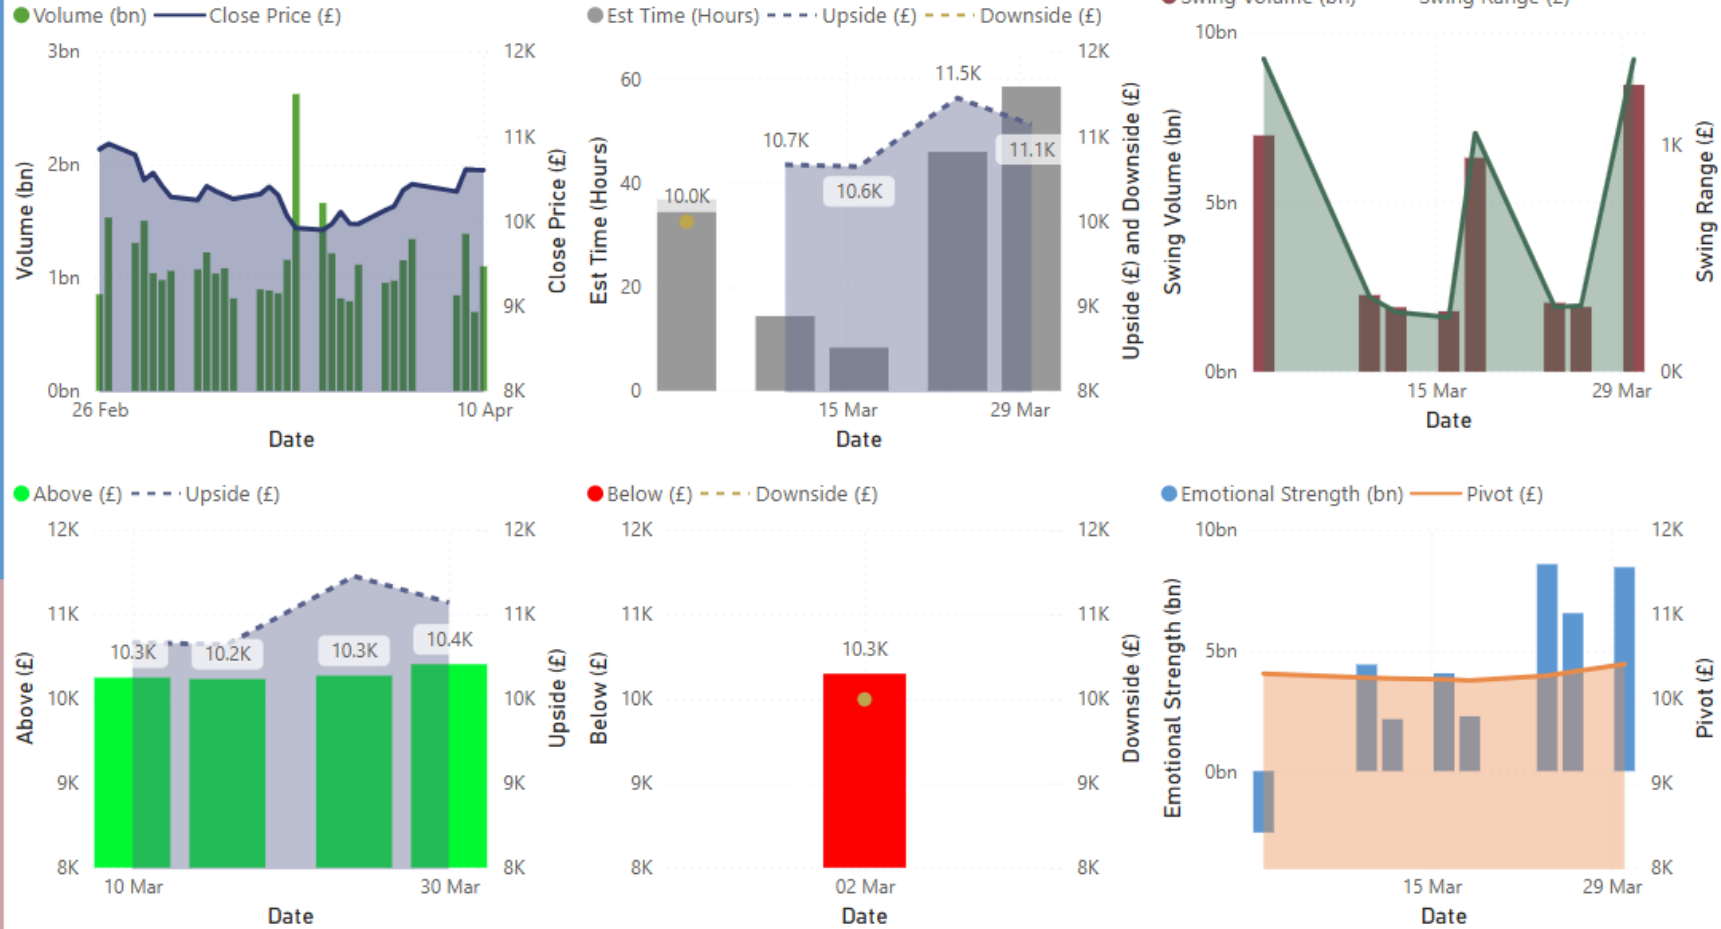 Volume (bn) Close Price (£)
3bn
2bn
1bn
0bn
Volume (bn)
12K
11K
10K
9K
8K
Close Price (£)
26 Feb 10 Apr
Date
Est Time (Hours) Upside (£) Downside (£)
60
40
20
0
Est Time (Hours)
10.0K
10.7K
10.6K
11.5K
11.1K
12K
11K
10K
9K
8K
Upside (£) and Downside (£)
15 Mar 29 Mar
Date
Swing Volume (bn) Swing Range (£)
10bn
5bn
0bn
Swing Volume (bn)
1K
0K
Swing Range (£)
15 Mar 29 Mar
Date
Above (£) Upside (£)
12K
11K
10K
9K
8K
Above (£)
10.3K
10.2K
10.3K
10.4K
12K
11K
10K
9K
8K
Upside (£)
10 Mar 30 Mar
Date
Below (£) Downside (£)
12K
11K
10K
9K
8K
Below (£)
10.3K
12K
11K
10K
9K
8K
Downside (£)
02 Mar
Date
Emotional Strength (bn) Pivot (£)
10bn
5bn
0bn
Emotional Strength (bn)
12K
11K
10K
9K
8K
Pivot (£)
15 Mar 29 Mar
Date